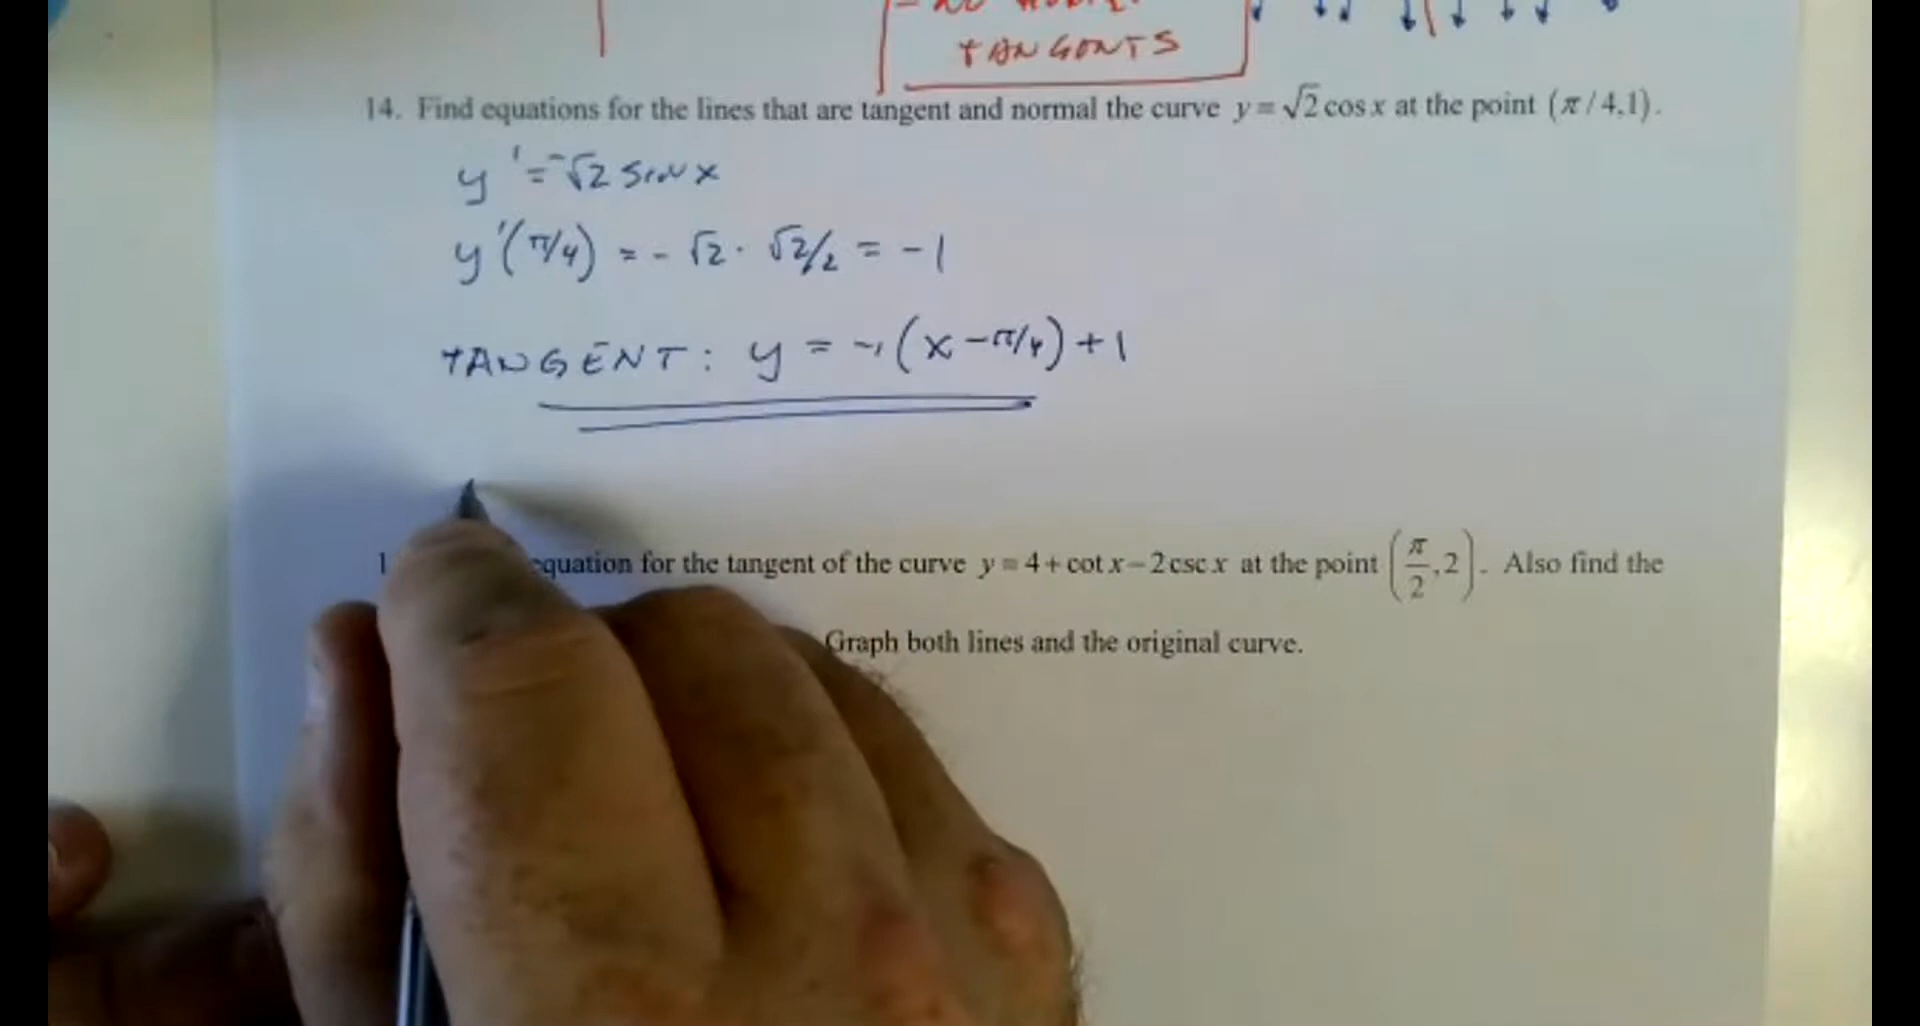 TANGENTS
14. Find equations for the lines that are tangent and normal the curve y = √2 cos x at the point (π / 4,1).
y' = -√2 sin x
y'(π/4) = - √2 · √2/2 = -1
TANGENT: y = -1(x - π/4) + 1
equation for the tangent of the curve y = 4 + cot x - 2 csc x at the point (π/2, 2). Also find the
Graph both lines and the original curve.